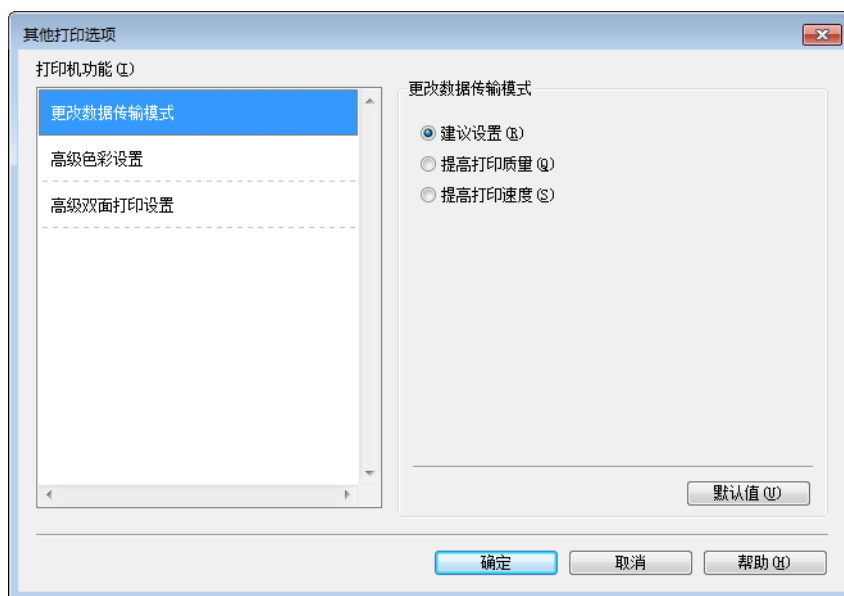 其他打印选项
打印机功能(I)
更改数据传输模式
高级色彩设置
高级双面打印设置
更改数据传输模式
建议设置(R)
提高打印质量(Q)
提高打印速度(S)
默认值(U)
确定
取消
帮助(H)